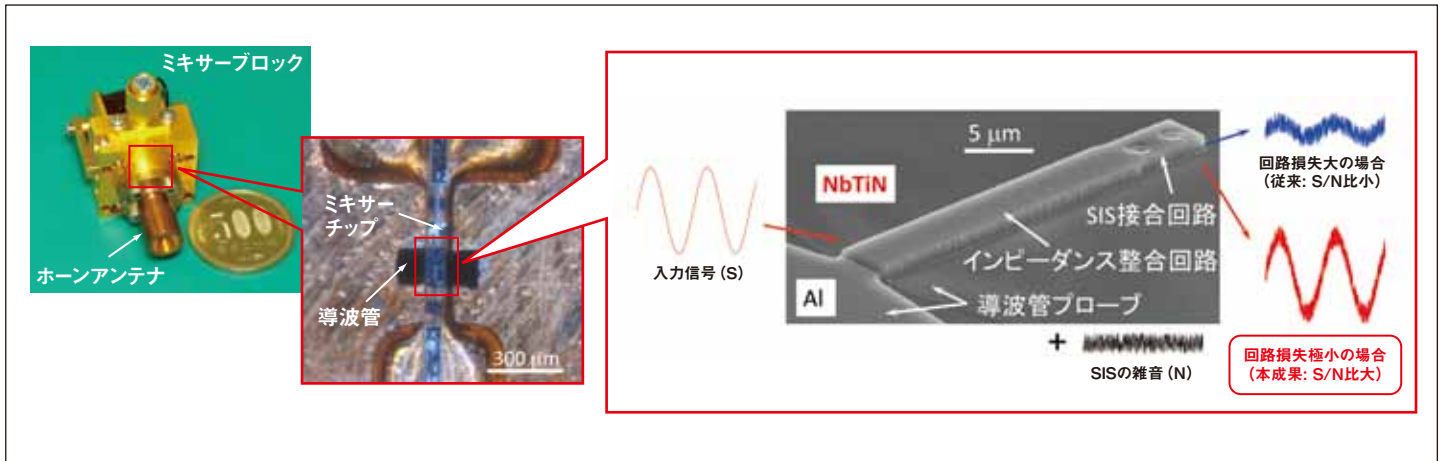 ミキサーブロック
500
ホーンアンテナ
ミキサー
チップ
導波管
300 μm
入力信号(S)
5 μm
NbTiN
SIS接合回路
インピーダンス整合回路
Al
導波管プローブ
+
SISの雑音(N)
回路損失大の場合
(従来: S/N比小)
回路損失極小の場合
(本成果: S/N比大)